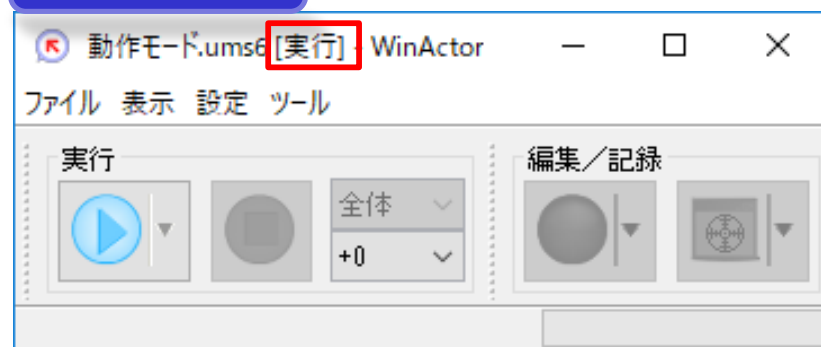 動作モード.ums6 [実行] - WinActor
ファイル 表示 設定 ツール
実行
編集／記録
全体
+0